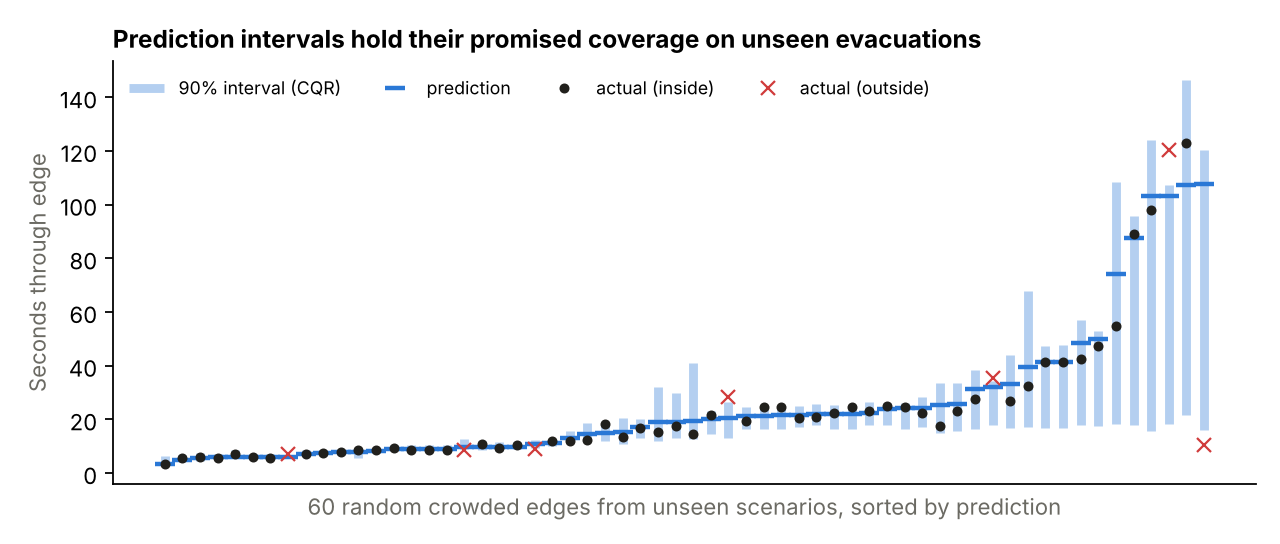 Prediction intervals hold their promised coverage on unseen evacuations
90% interval (CQR) prediction actual (inside) actual (outside)
140
120
100
80
60
40
20
0
Seconds through edge
60 random crowded edges from unseen scenarios, sorted by prediction